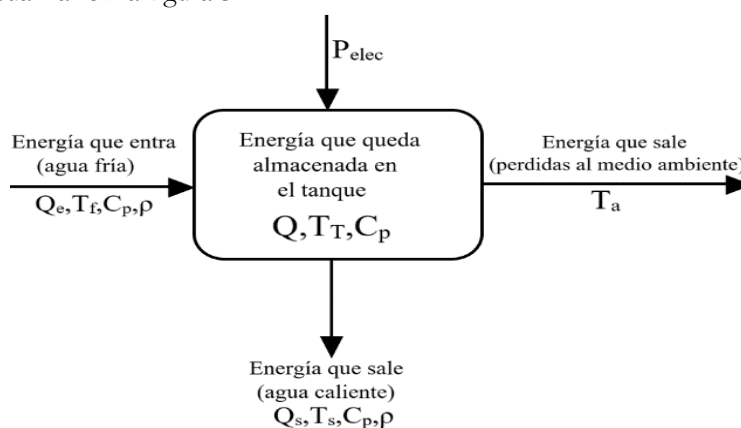 P_elec
Energía que entra
(agua fría)
Q_e,T_f,C_p,ρ
Energía que queda
almacenada en
el tanque
Q,T_T,C_p
Energía que sale
(perdidas al medio ambiente)
T_a
Energía que sale
(agua caliente)
Q_s,T_s,C_p,ρ